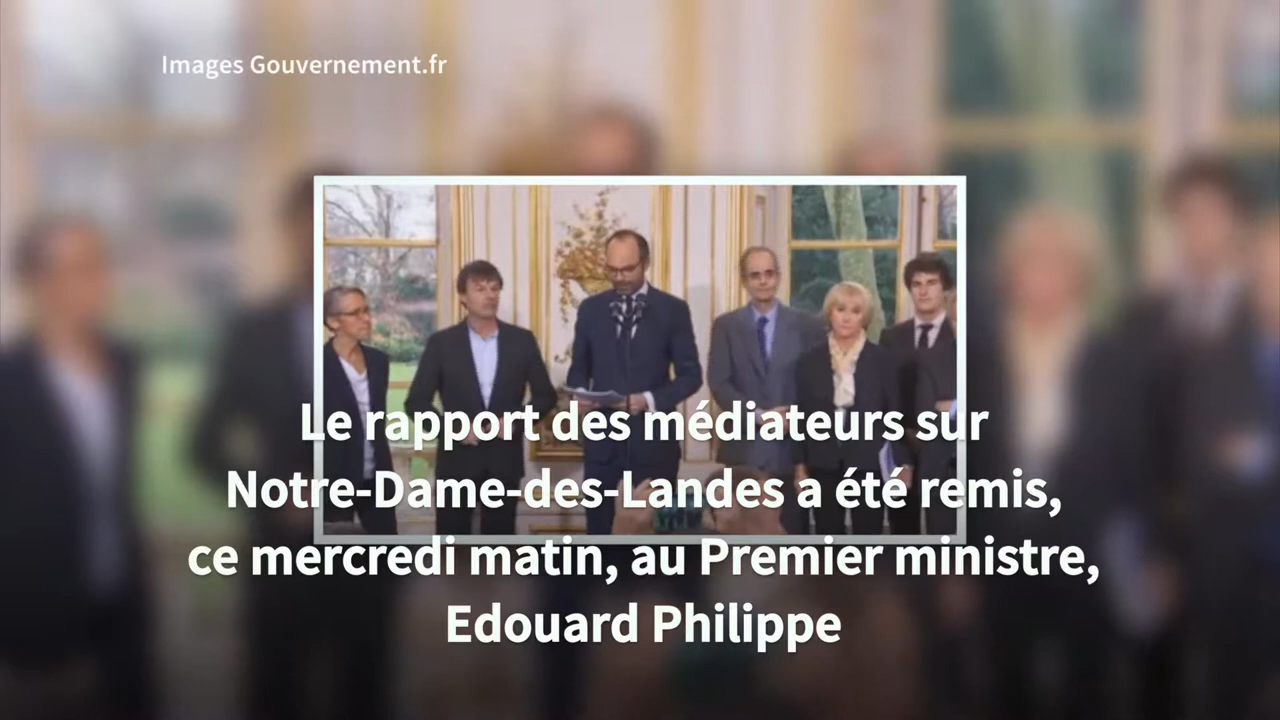 Images Gouvernement.fr
Le rapport des médiateurs sur
Notre-Dame-des-Landes a été remis,
ce mercredi matin, au Premier ministre,
Edouard Philippe